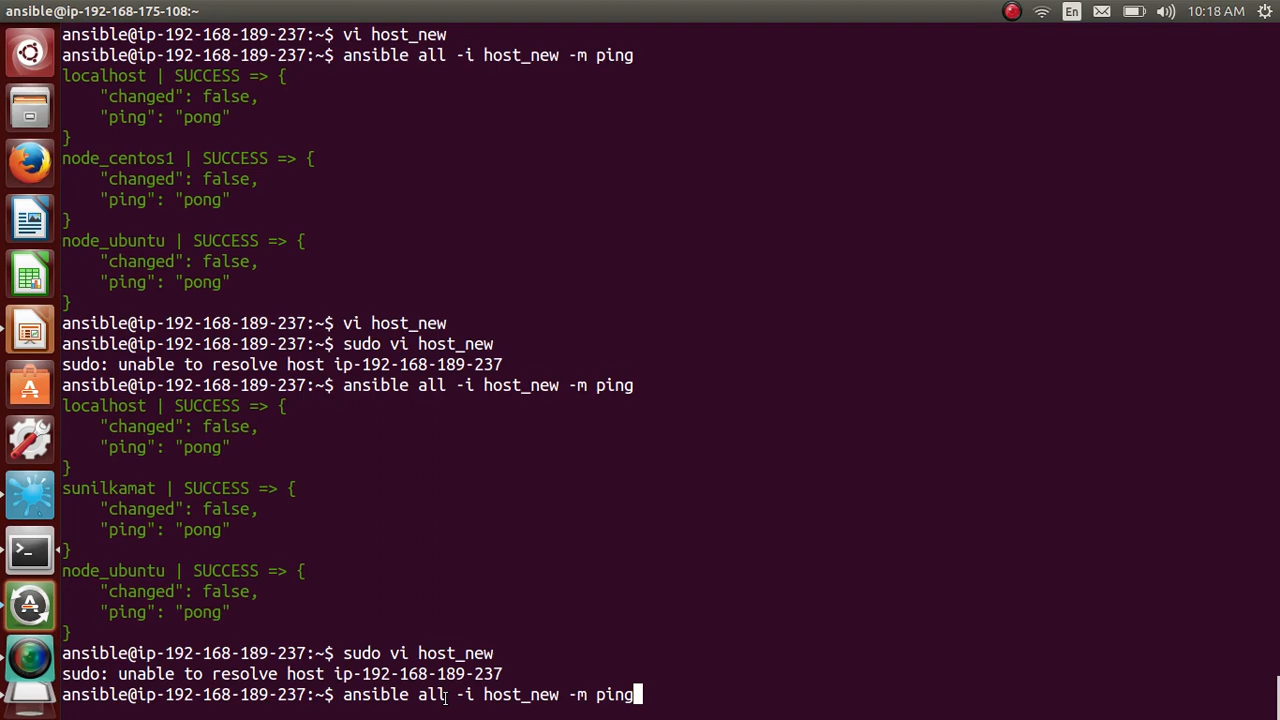 ansible@ip-192-168-175-108:~
En
10:18 AM
ansible@ip-192-168-189-237:~$ vi host_new
ansible@ip-192-168-189-237:~$ ansible all -i host_new -m ping
localhost | SUCCESS => {
    "changed": false,
    "ping": "pong"
}
node_centos1 | SUCCESS => {
    "changed": false,
    "ping": "pong"
}
node_ubuntu | SUCCESS => {
    "changed": false,
    "ping": "pong"
}
ansible@ip-192-168-189-237:~$ vi host_new
ansible@ip-192-168-189-237:~$ sudo vi host_new
sudo: unable to resolve host ip-192-168-189-237
ansible@ip-192-168-189-237:~$ ansible all -i host_new -m ping
localhost | SUCCESS => {
    "changed": false,
    "ping": "pong"
}
sunilkamat | SUCCESS => {
    "changed": false,
    "ping": "pong"
}
node_ubuntu | SUCCESS => {
    "changed": false,
    "ping": "pong"
}
ansible@ip-192-168-189-237:~$ sudo vi host_new
sudo: unable to resolve host ip-192-168-189-237
ansible@ip-192-168-189-237:~$ ansible all -i host_new -m ping